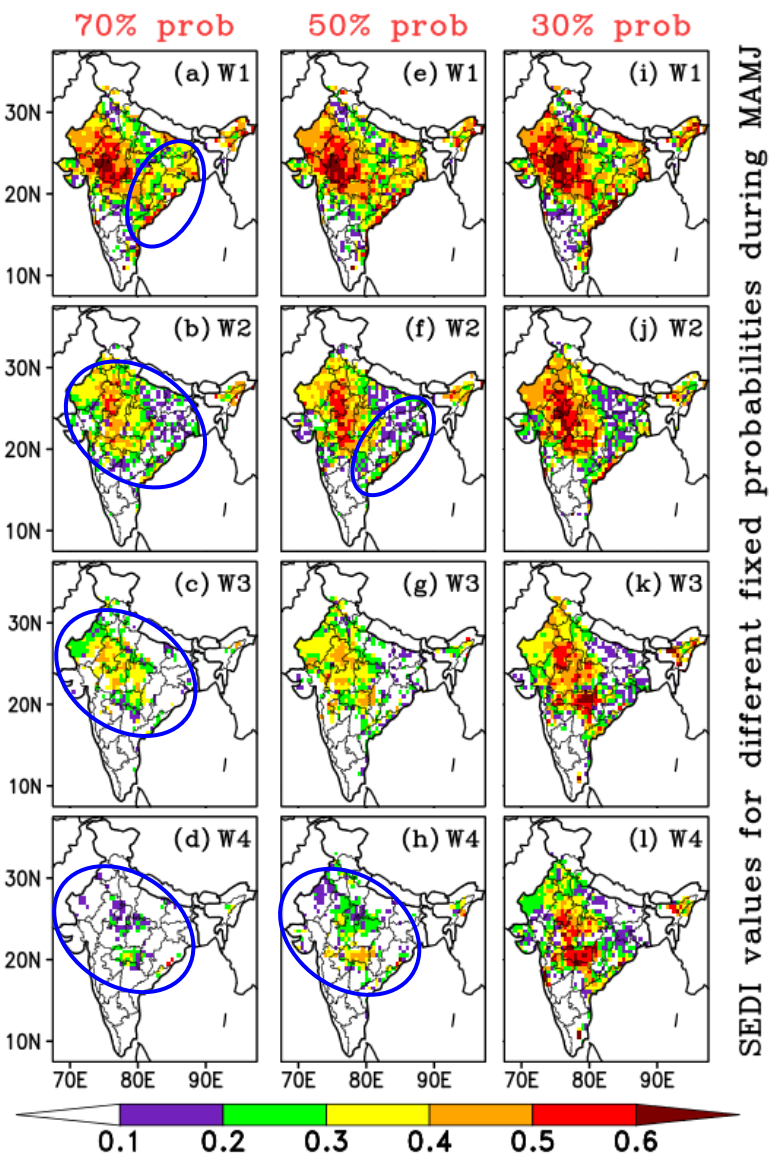 70% prob 50% prob 30% prob
(a) W1 (e) W1 (i) W1
30N
20N
10N
(b) W2 (f) W2 (j) W2
30N
20N
10N
(c) W3 (g) W3 (k) W3
30N
20N
10N
(d) W4 (h) W4 (l) W4
30N
20N
10N
70E 80E 90E 70E 80E 90E 70E 80E 90E
0.1 0.2 0.3 0.4 0.5 0.6
SEDI values for different fixed probabilities during MAMJ